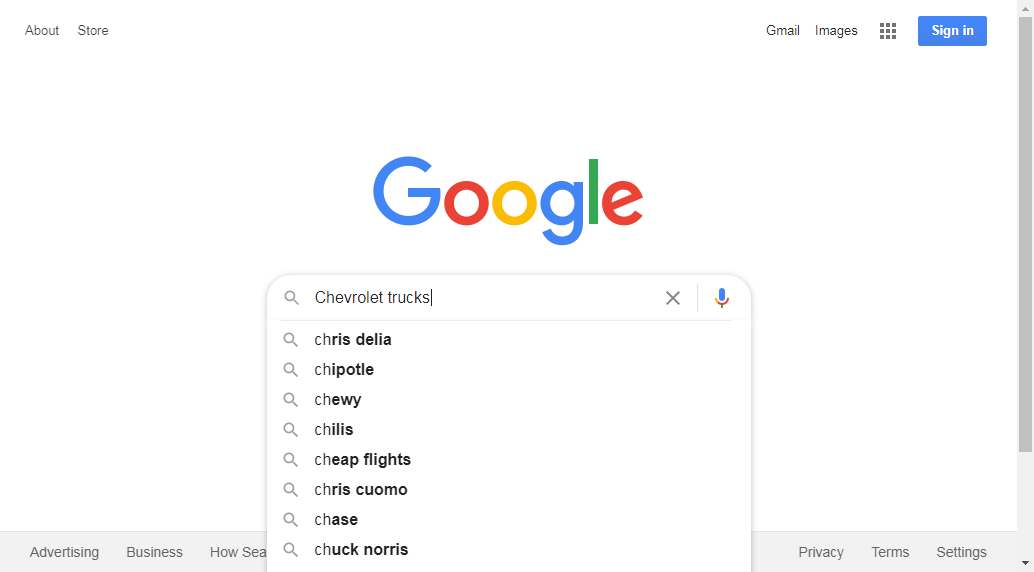 About Store Gmail Images Sign in
Google
Chevrolet trucks
chris delia
chipotle
chewy
chilis
cheap flights
chris cuomo
chase
chuck norris
Advertising Business How Sea Privacy Terms Settings